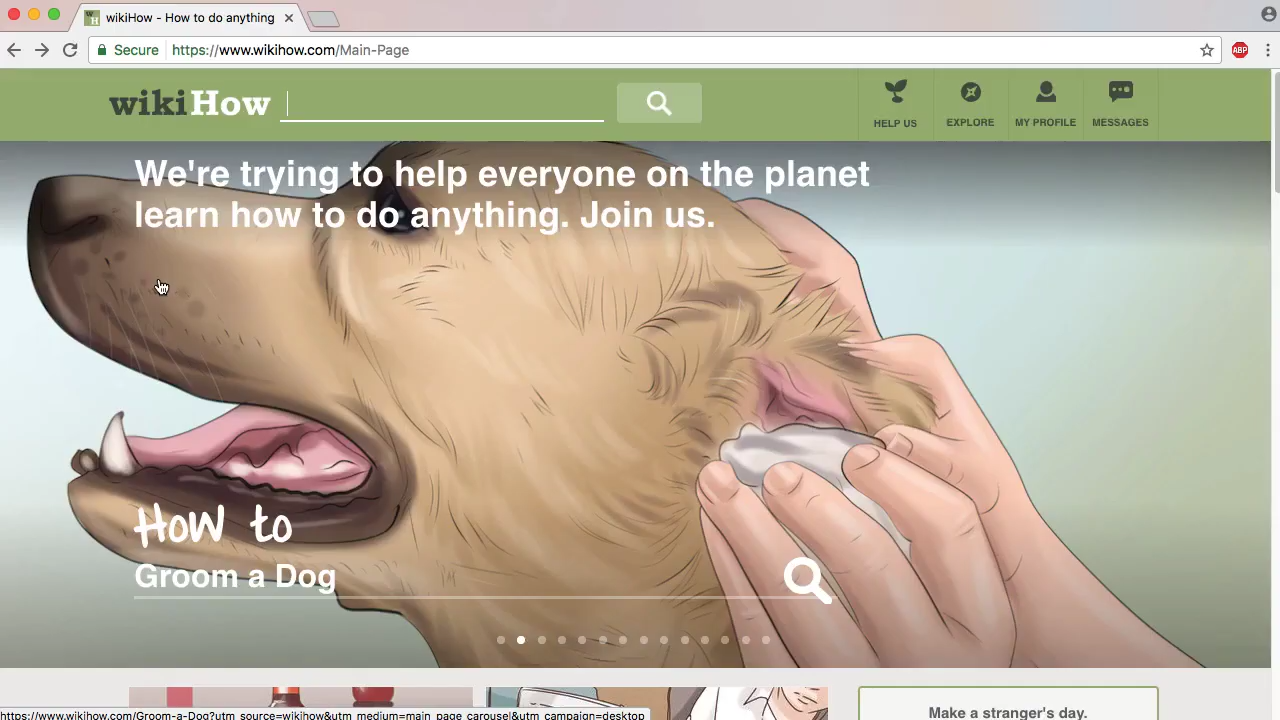 wikiHow - How to do anything
Secure https://www.wikihow.com/Main-Page
ABP
wikiHow
HELP US EXPLORE MY PROFILE MESSAGES
We're trying to help everyone on the planet
learn how to do anything. Join us.
How to
Groom a Dog
Make a stranger's day.
https://www.wikihow.com/Groom-a-Dog?utm_source=wikihow&utm_medium=main_page_carousel&utm_campaign=desktop